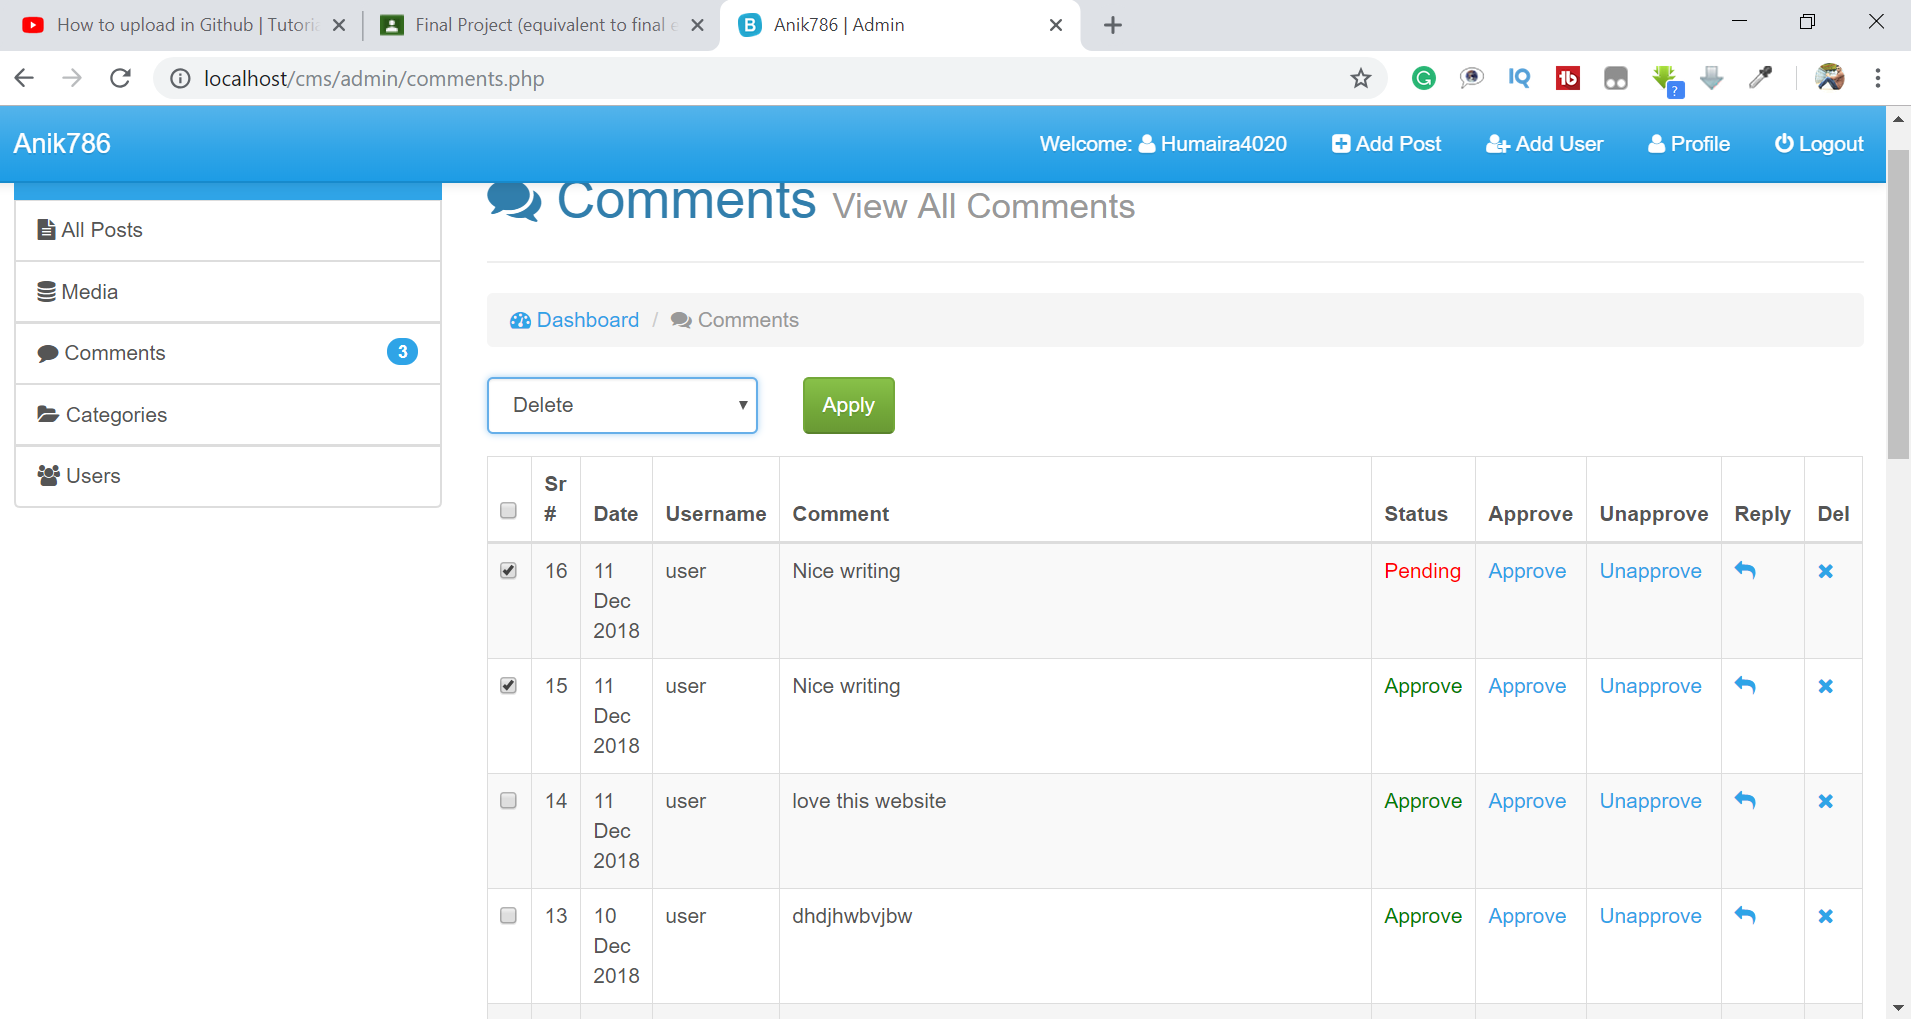 How to upload in Github | Tutoria
Final Project (equivalent to final e
Anik786 | Admin
localhost/cms/admin/comments.php
Anik786
Welcome: Humaira4020
Add Post
Add User
Profile
Logout
Comments View All Comments
All Posts
Media
Comments 3
Categories
Users
Dashboard / Comments
Delete
Apply
Sr # Date Username Comment Status Approve Unapprove Reply Del
16 11 Dec 2018 user Nice writing Pending Approve Unapprove
15 11 Dec 2018 user Nice writing Approve Approve Unapprove
14 11 Dec 2018 user love this website Approve Approve Unapprove
13 10 Dec 2018 user dhdjhwbvjbw Approve Approve Unapprove